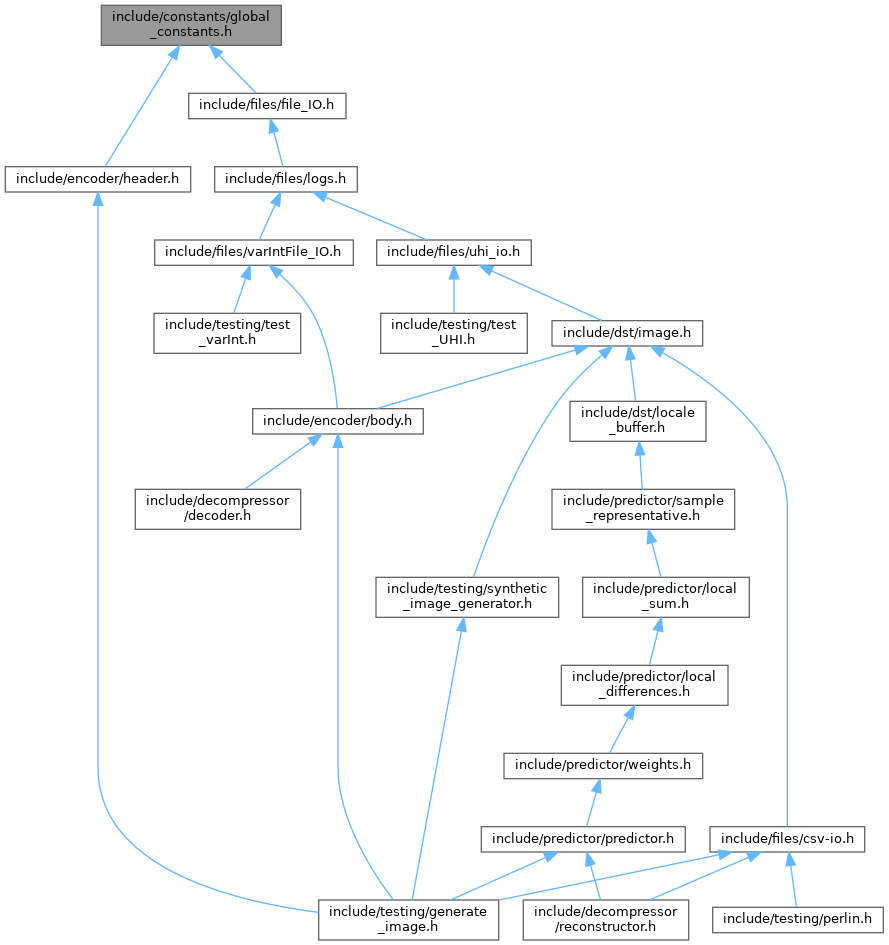 include/constants/global
_constants.h
include/files/file_IO.h
include/encoder/header.h
include/files/logs.h
include/files/varIntFile_IO.h
include/files/uhi_io.h
include/testing/test
_varInt.h
include/testing/test
_UHI.h
include/dst/image.h
include/encoder/body.h
include/dst/locale
_buffer.h
include/decompressor
/decoder.h
include/predictor/sample
_representative.h
include/testing/synthetic
_image_generator.h
include/predictor/local
_sum.h
include/predictor/local
_differences.h
include/predictor/weights.h
include/predictor/predictor.h
include/files/csv-io.h
include/testing/generate
_image.h
include/decompressor
/reconstructor.h
include/testing/perlin.h